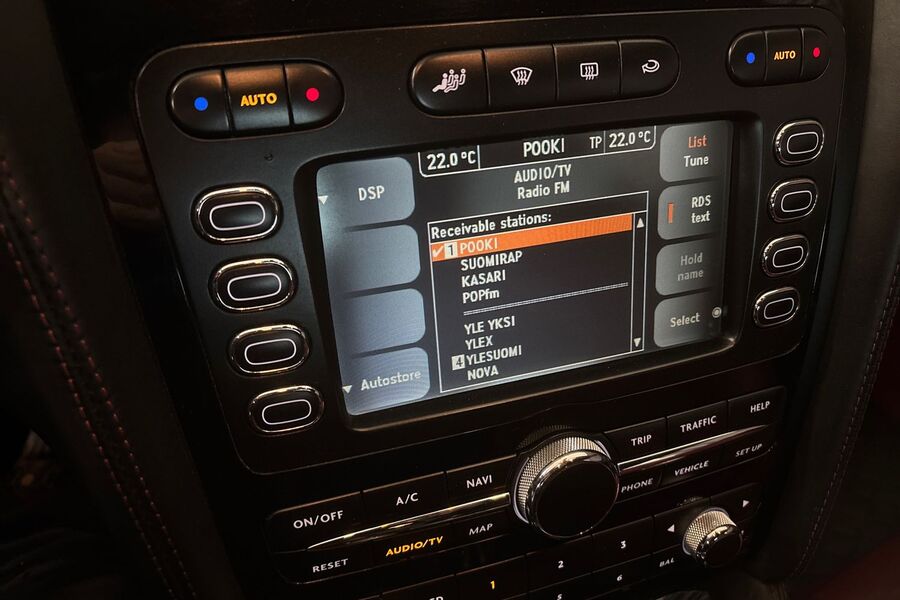 AUTO
AUTO
22.0 °C POOKI TP 22.0 °C
AUDIO/TV
Radio FM
DSP
Autostore
List
Tune
RDS
text
Hold
name
Select
Receivable stations:
1 POOKI
SUOMIRAP
KASARI
POPfm
YLE YKSI
YLEX
4 YLESUOMI
NOVA
ON/OFF A/C NAVI TRIP TRAFFIC HELP
RESET AUDIO/TV MAP PHONE VEHICLE SET UP
1 2 3
5 6 BAL